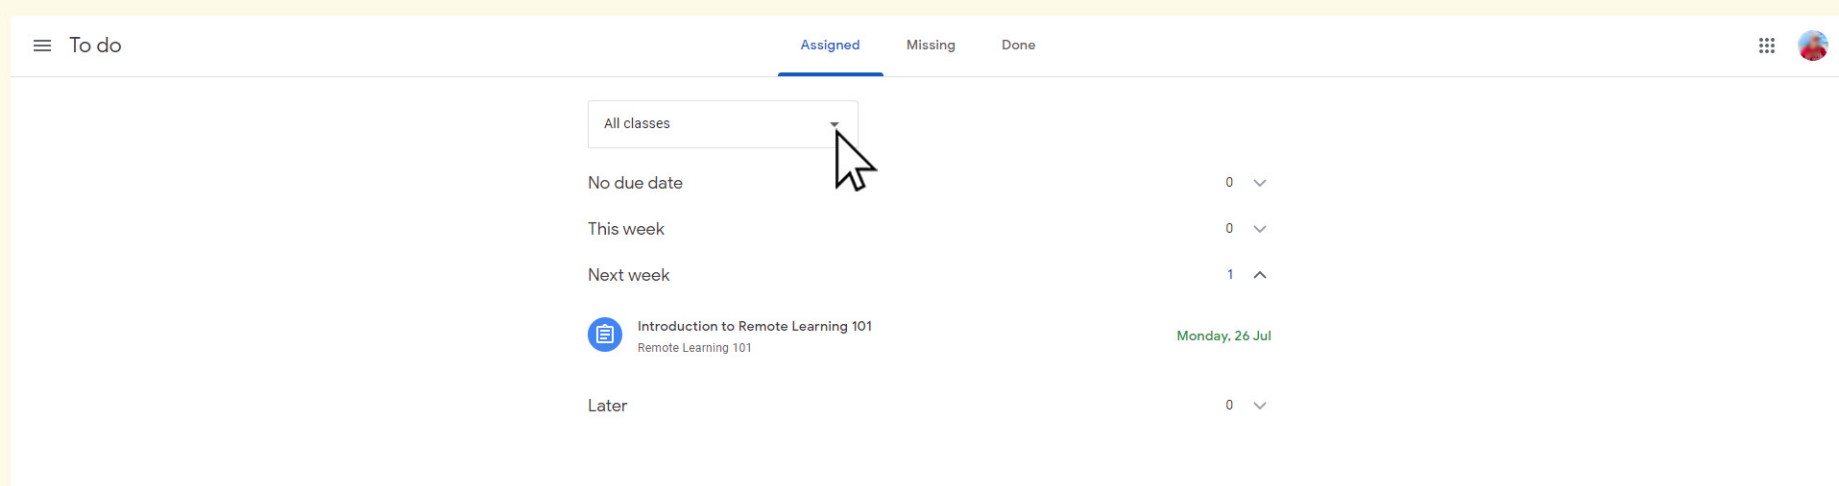 To do
Assigned
Missing
Done
All classes
No due date 0
This week 0
Next week 1
Introduction to Remote Learning 101
Remote Learning 101
Monday, 26 Jul
Later 0